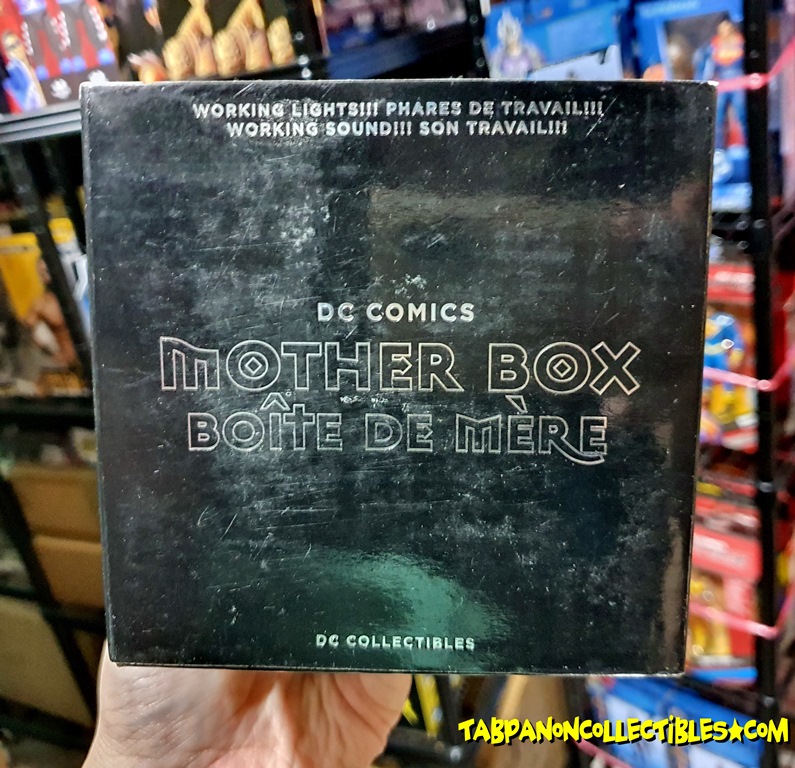 WORKING LIGHTS!!! PHARES DE TRAVAIL!!!
WORKING SOUND!!! SON TRAVAIL!!!
DC COMICS
MOTHER BOX
BOÎTE DE MÈRE
DC COLLECTIBLES
TABPANONCOLLECTIBLES★COM